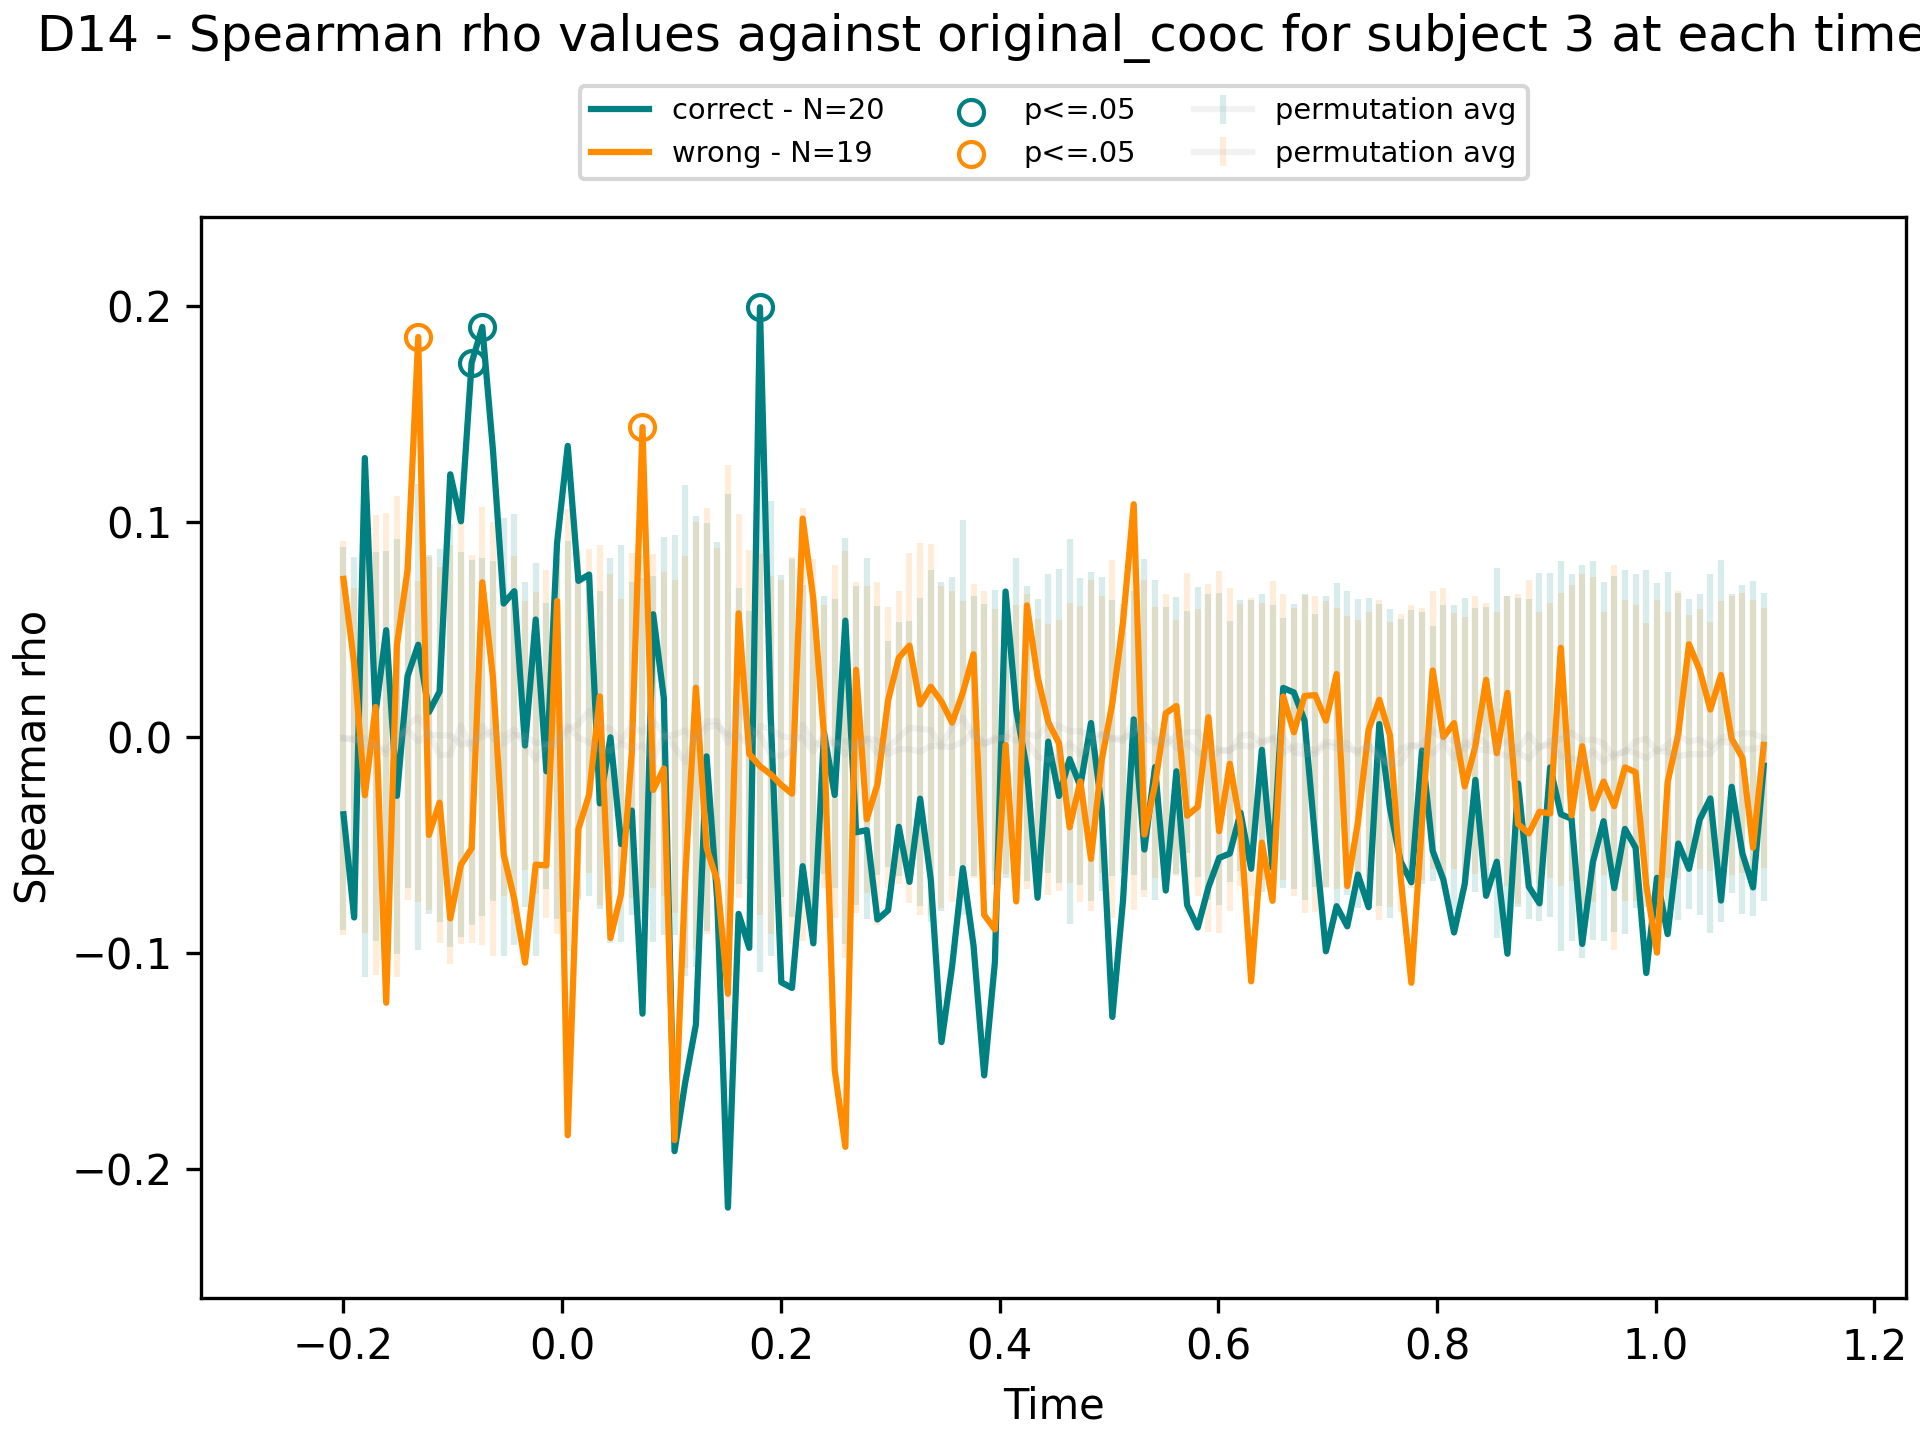 D14 - Spearman rho values against original_cooc for subject 3 at each time
correct - N=20
wrong - N=19
p<=.05
p<=.05
permutation avg
permutation avg
Spearman rho
0.2
0.1
0.0
−0.1
−0.2
−0.2 0.0 0.2 0.4 0.6 0.8 1.0 1.2
Time